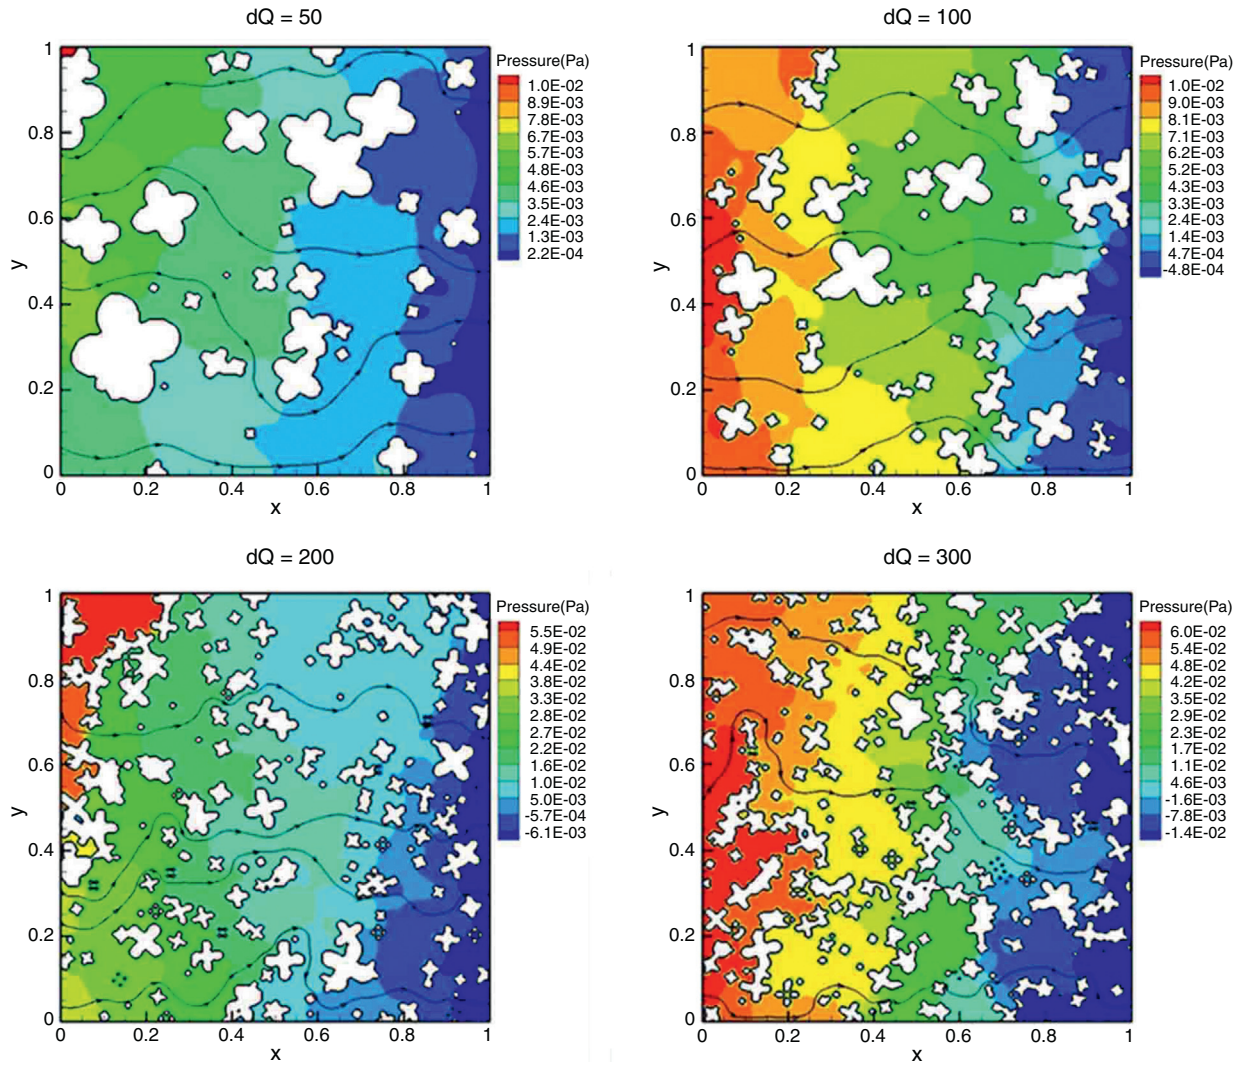 dQ = 50
Pressure(Pa)
1.0E-02
8.9E-03
7.8E-03
6.7E-03
5.7E-03
4.8E-03
4.6E-03
3.5E-03
2.4E-03
1.3E-03
2.2E-04
1
0.8
0.6
y
0.4
0.2
0
0 0.2 0.4 0.6 0.8 1
x
dQ = 100
Pressure(Pa)
1.0E-02
9.0E-03
8.1E-03
7.1E-03
6.2E-03
5.2E-03
4.3E-03
3.3E-03
2.4E-03
1.4E-03
4.7E-04
-4.8E-04
1
0.8
0.6
y
0.4
0.2
0
0 0.2 0.4 0.6 0.8 1
x
dQ = 200
Pressure(Pa)
5.5E-02
4.9E-02
4.4E-02
3.8E-02
3.3E-02
2.8E-02
2.7E-02
2.2E-02
1.6E-02
1.0E-02
5.0E-03
-5.7E-04
-6.1E-03
1
0.8
0.6
y
0.4
0.2
0
0 0.2 0.4 0.6 0.8 1
x
dQ = 300
Pressure(Pa)
6.0E-02
5.4E-02
4.8E-02
4.2E-02
3.5E-02
2.9E-02
2.3E-02
1.7E-02
1.1E-02
4.6E-03
-1.6E-03
-7.8E-03
-1.4E-02
1
0.8
0.6
y
0.4
0.2
0
0 0.2 0.4 0.6 0.8 1
x